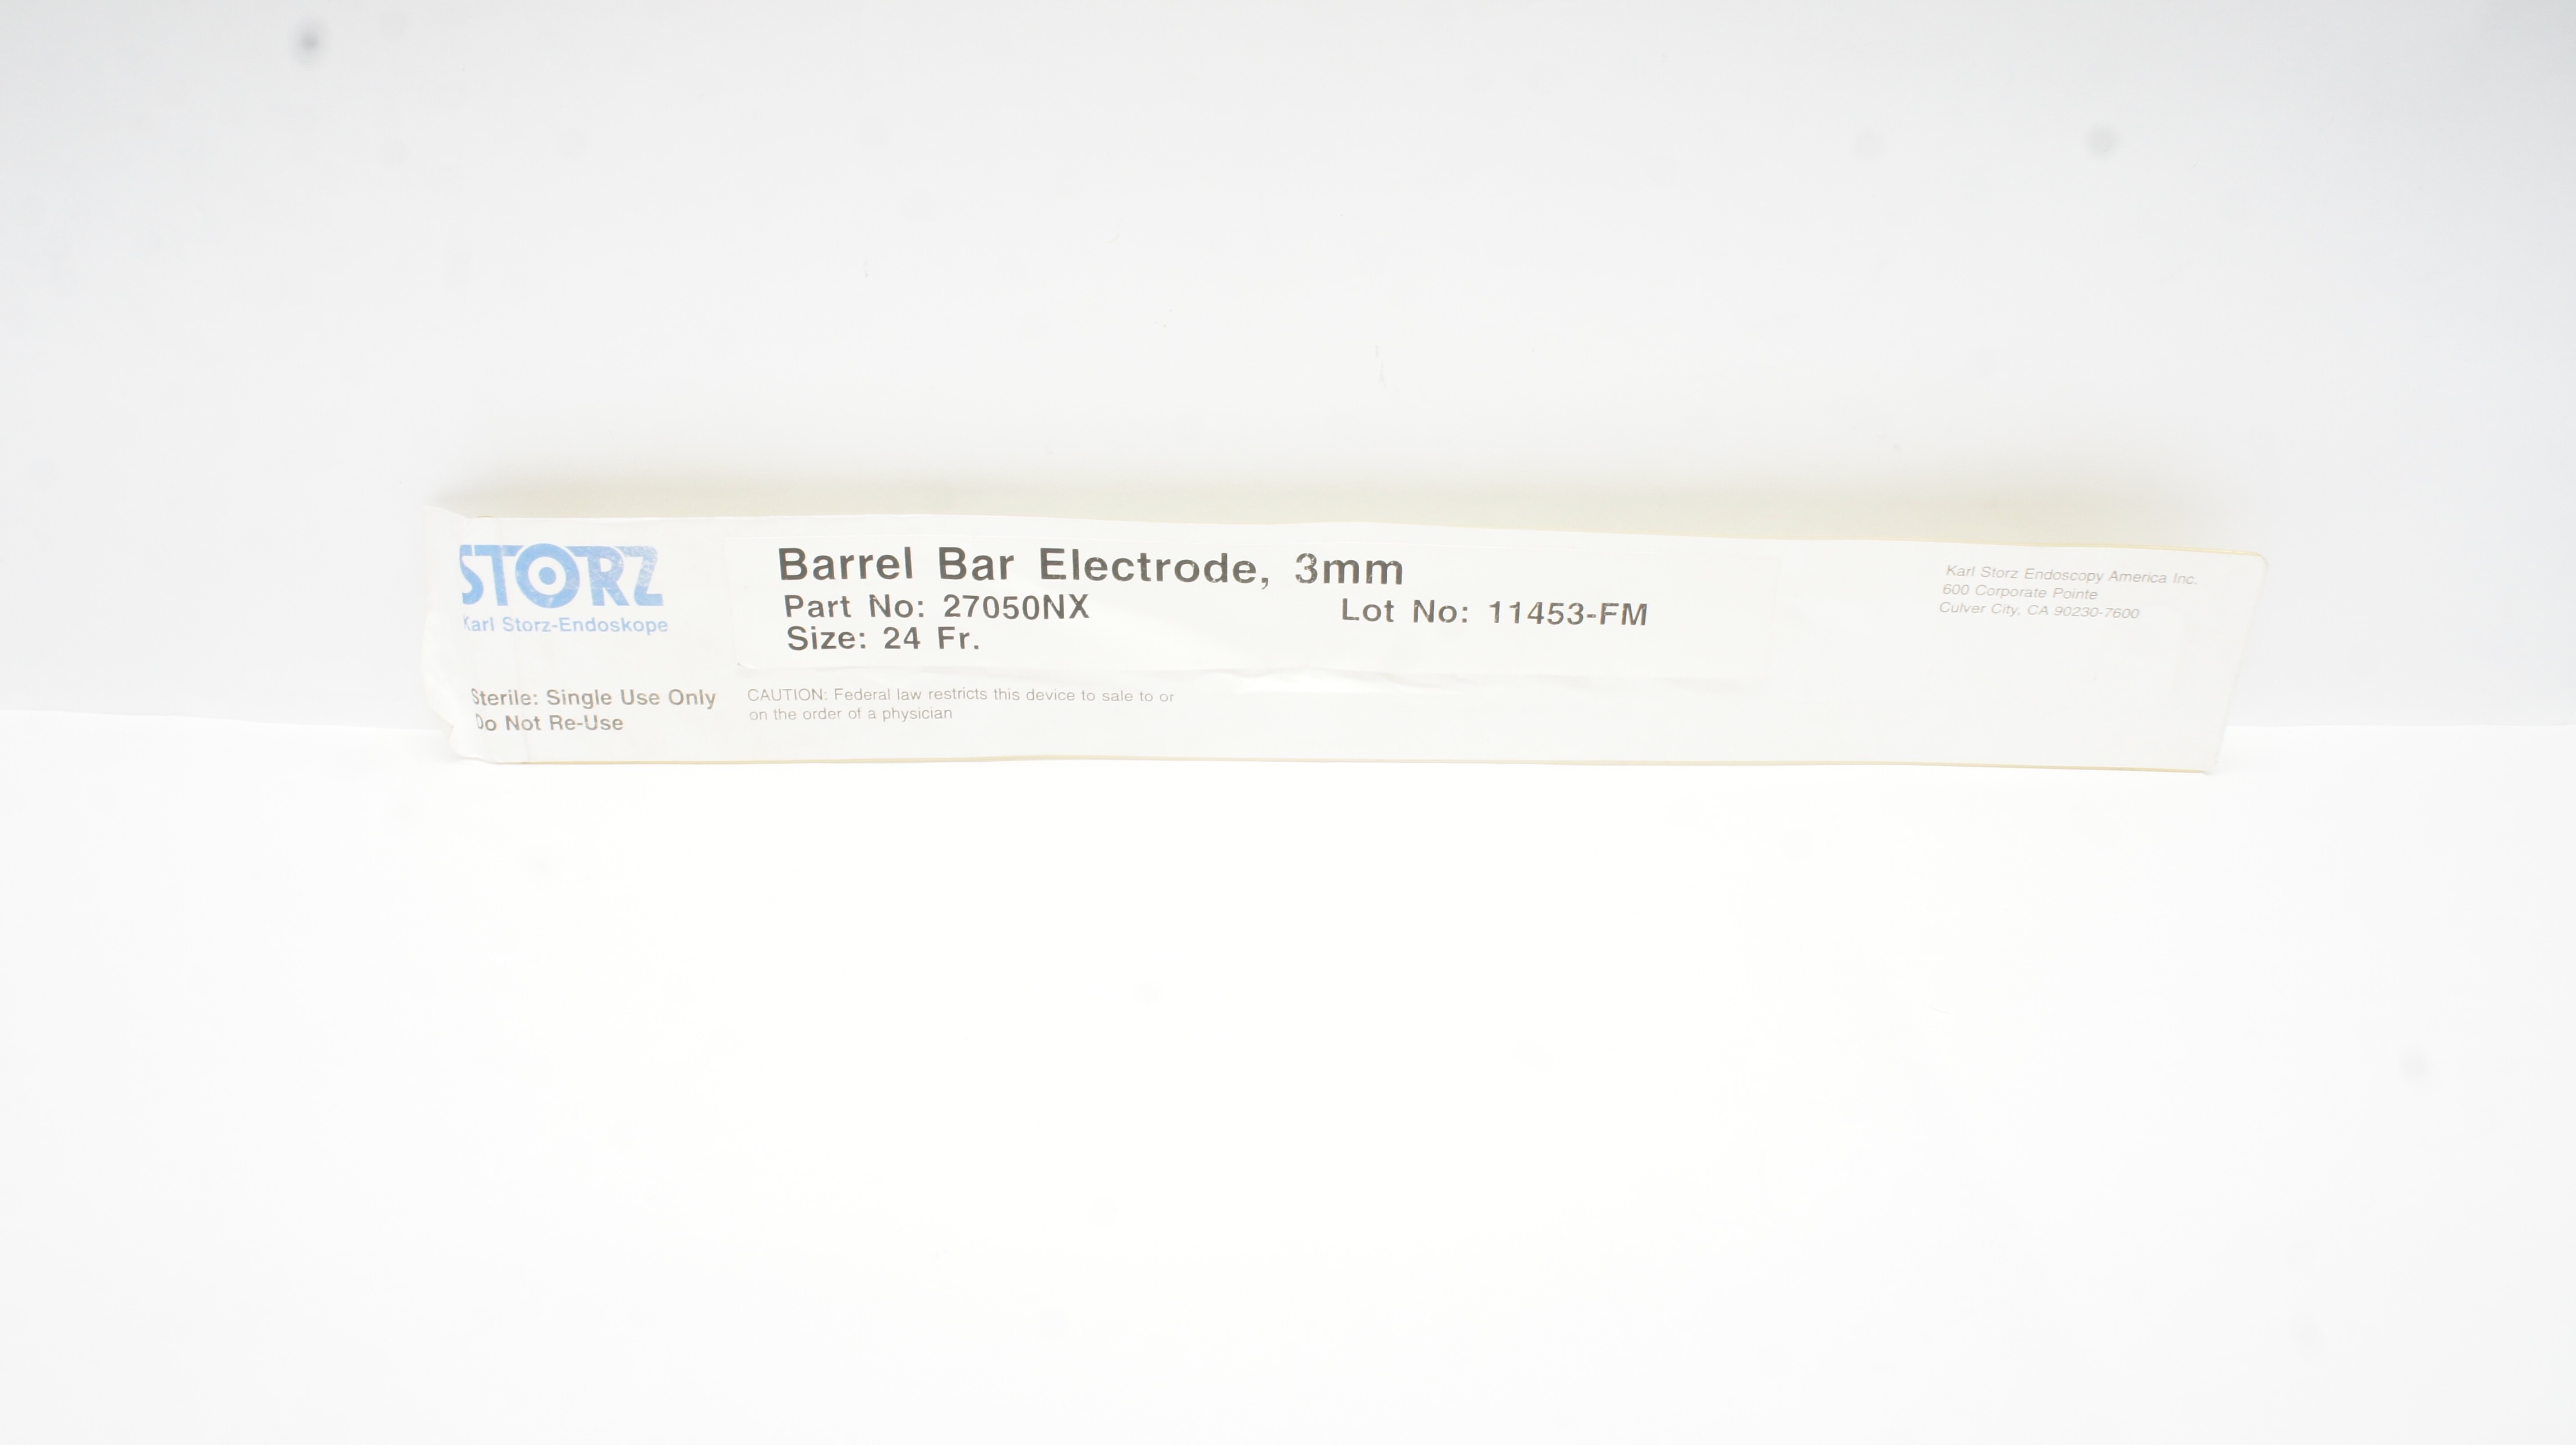 STORZ
Karl Storz-Endoskope
Barrel Bar Electrode, 3mm
Part No: 27050NX
Lot No: 11453-FM
Size: 24 Fr.
Karl Storz Endoscopy America Inc.
600 Corporate Pointe
Culver City, CA 90230-7600
Sterile: Single Use Only
Do Not Re-Use
CAUTION: Federal law restricts this device to sale to or
on the order of a physician